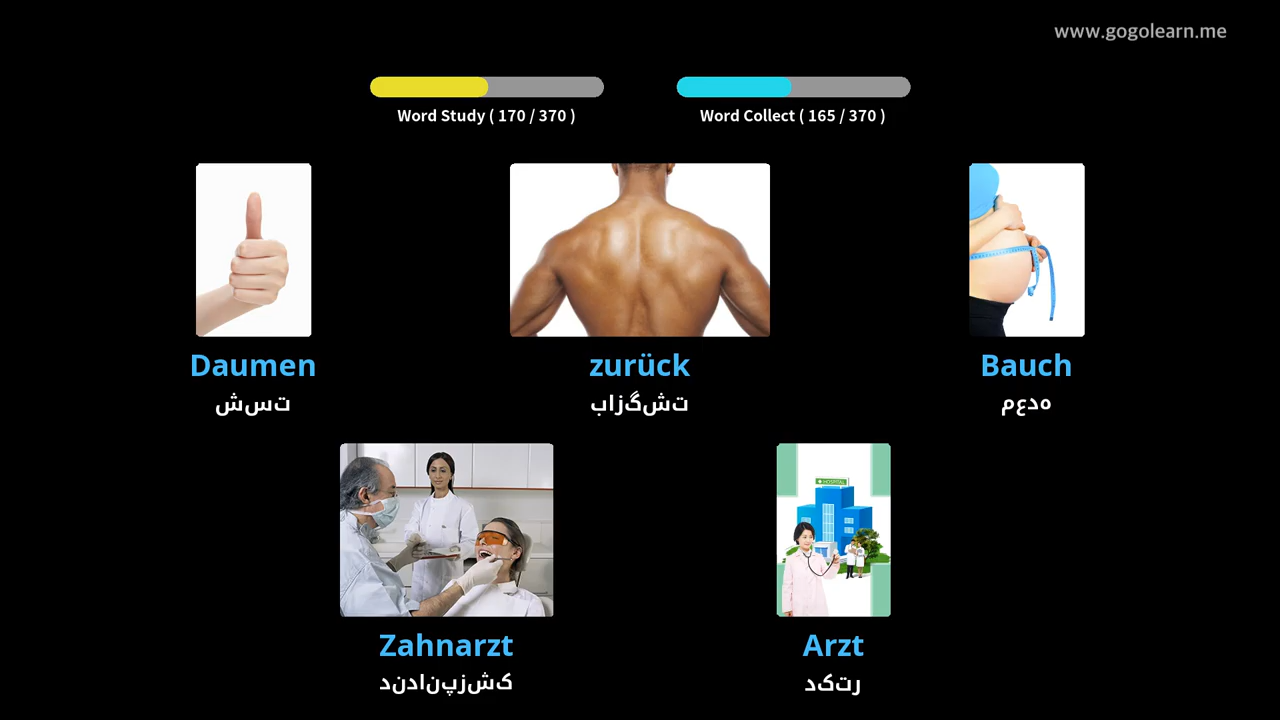 www.gogolearn.me
Word Study ( 170 / 370 )
Word Collect ( 165 / 370 )
Daumen
شست
zurück
بازگشت
Bauch
معده
HOSPITAL
Zahnarzt
دندانپزشک
Arzt
دکتر